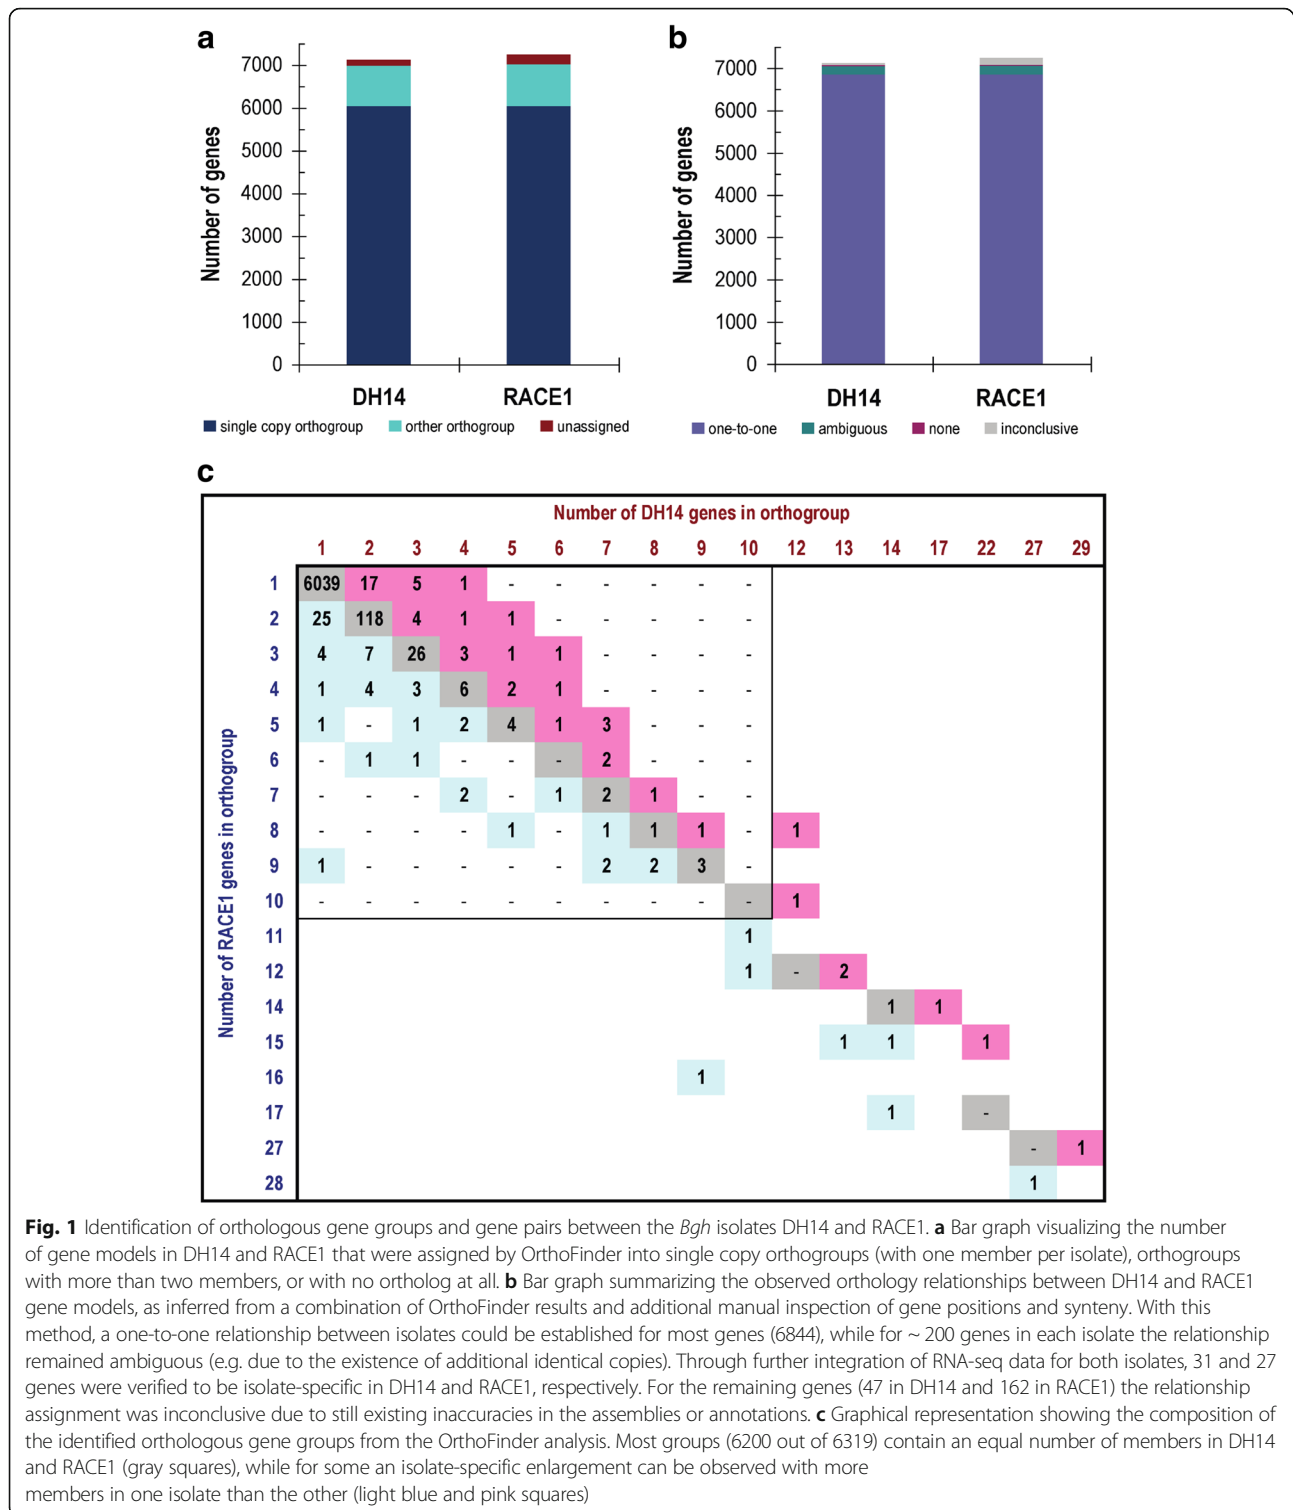 a
Number of genes
7000
6000
5000
4000
3000
2000
1000
0
DH14 RACE1
single copy orthogroup orther orthogroup unassigned
b
Number of genes
7000
6000
5000
4000
3000
2000
1000
0
DH14 RACE1
one-to-one ambiguous none inconclusive
c
Number of DH14 genes in orthogroup
1 2 3 4 5 6 7 8 9 10 12 13 14 17 22 27 29
Number of RACE1 genes in orthogroup
1 6039 17 5 1 - - - - - -
2 25 118 4 1 1 - - - - -
3 4 7 26 3 1 1 - - - -
4 1 4 3 6 2 1 - - - -
5 1 - 1 2 4 1 3 - - -
6 - 1 1 - - - 2 - - -
7 - - - 2 - 1 2 1 - -
8 - - - - 1 - 1 1 1 - 1
9 1 - - - - - 2 2 3 -
10 - - - - - - - - - - 1
11 1
12 1 - 2
14 1 1
15 1 1 1
16 1
17 1 -
27 - 1
28 1
Fig. 1 Identification of orthologous gene groups and gene pairs between the Bgh isolates DH14 and RACE1. a Bar graph visualizing the number
of gene models in DH14 and RACE1 that were assigned by OrthoFinder into single copy orthogroups (with one member per isolate), orthogroups
with more than two members, or with no ortholog at all. b Bar graph summarizing the observed orthology relationships between DH14 and RACE1
gene models, as inferred from a combination of OrthoFinder results and additional manual inspection of gene positions and synteny. With this
method, a one-to-one relationship between isolates could be established for most genes (6844), while for ~ 200 genes in each isolate the relationship
remained ambiguous (e.g. due to the existence of additional identical copies). Through further integration of RNA-seq data for both isolates, 31 and 27
genes were verified to be isolate-specific in DH14 and RACE1, respectively. For the remaining genes (47 in DH14 and 162 in RACE1) the relationship
assignment was inconclusive due to still existing inaccuracies in the assemblies or annotations. c Graphical representation showing the composition of
the identified orthologous gene groups from the OrthoFinder analysis. Most groups (6200 out of 6319) contain an equal number of members in DH14
and RACE1 (gray squares), while for some an isolate-specific enlargement can be observed with more
members in one isolate than the other (light blue and pink squares)